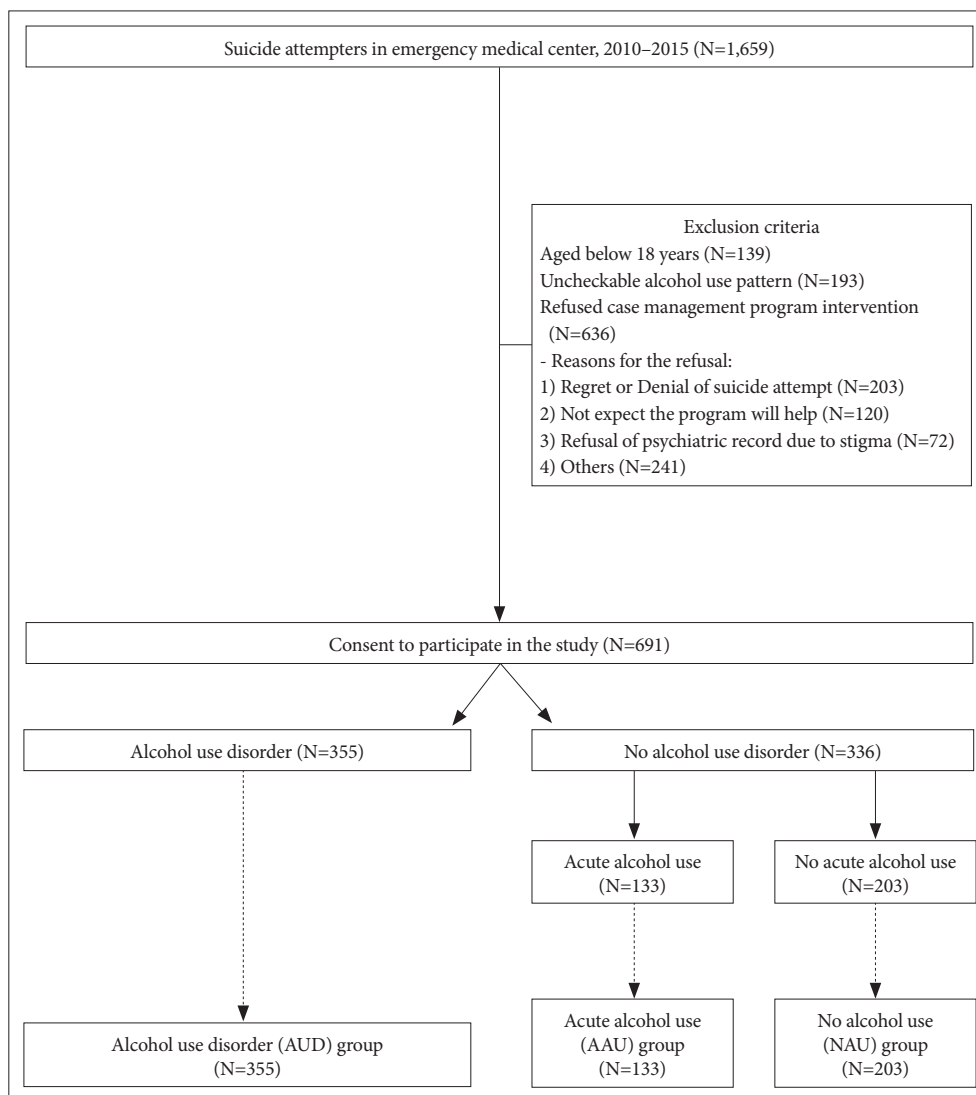 Suicide attempters in emergency medical center, 2010–2015 (N=1,659)
Exclusion criteria
Aged below 18 years (N=139)
Uncheckable alcohol use pattern (N=193)
Refused case management program intervention
(N=636)
- Reasons for the refusal:
1) Regret or Denial of suicide attempt (N=203)
2) Not expect the program will help (N=120)
3) Refusal of psychiatric record due to stigma (N=72)
4) Others (N=241)
Consent to participate in the study (N=691)
Alcohol use disorder (N=355)
No alcohol use disorder (N=336)
Acute alcohol use
(N=133)
No acute alcohol use
(N=203)
Alcohol use disorder (AUD) group
(N=355)
Acute alcohol use
(AAU) group
(N=133)
No alcohol use
(NAU) group
(N=203)